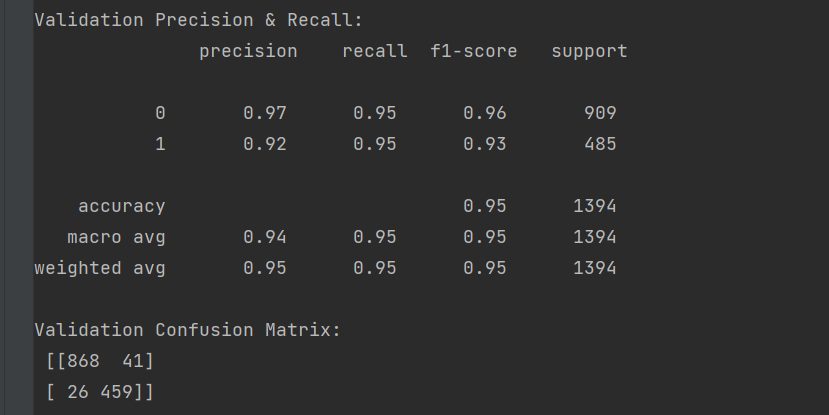 Validation Precision & Recall:
              precision    recall  f1-score   support

           0       0.97      0.95      0.96       909
           1       0.92      0.95      0.93       485

    accuracy                           0.95      1394
   macro avg       0.94      0.95      0.95      1394
weighted avg       0.95      0.95      0.95      1394

Validation Confusion Matrix:
 [[868  41]
 [ 26 459]]